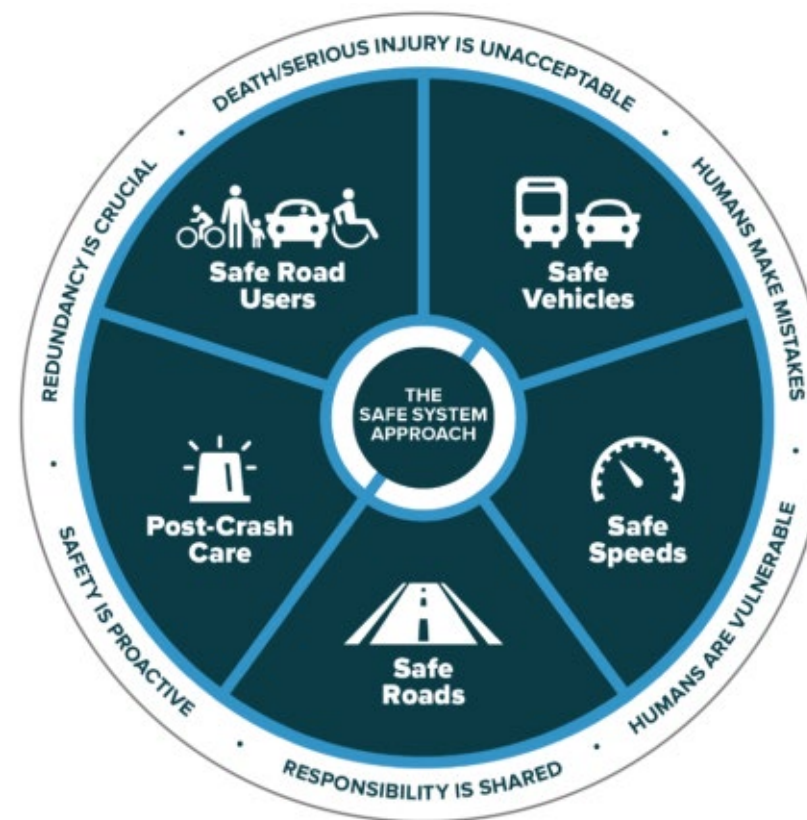 DEATH/SERIOUS INJURY IS UNACCEPTABLE
HUMANS MAKE MISTAKES
HUMANS ARE VULNERABLE
RESPONSIBILITY IS SHARED
SAFETY IS PROACTIVE
REDUNDANCY IS CRUCIAL
Safe Road
Users
Safe
Vehicles
THE
SAFE SYSTEM
APPROACH
Post-Crash
Care
Safe
Speeds
Safe
Roads